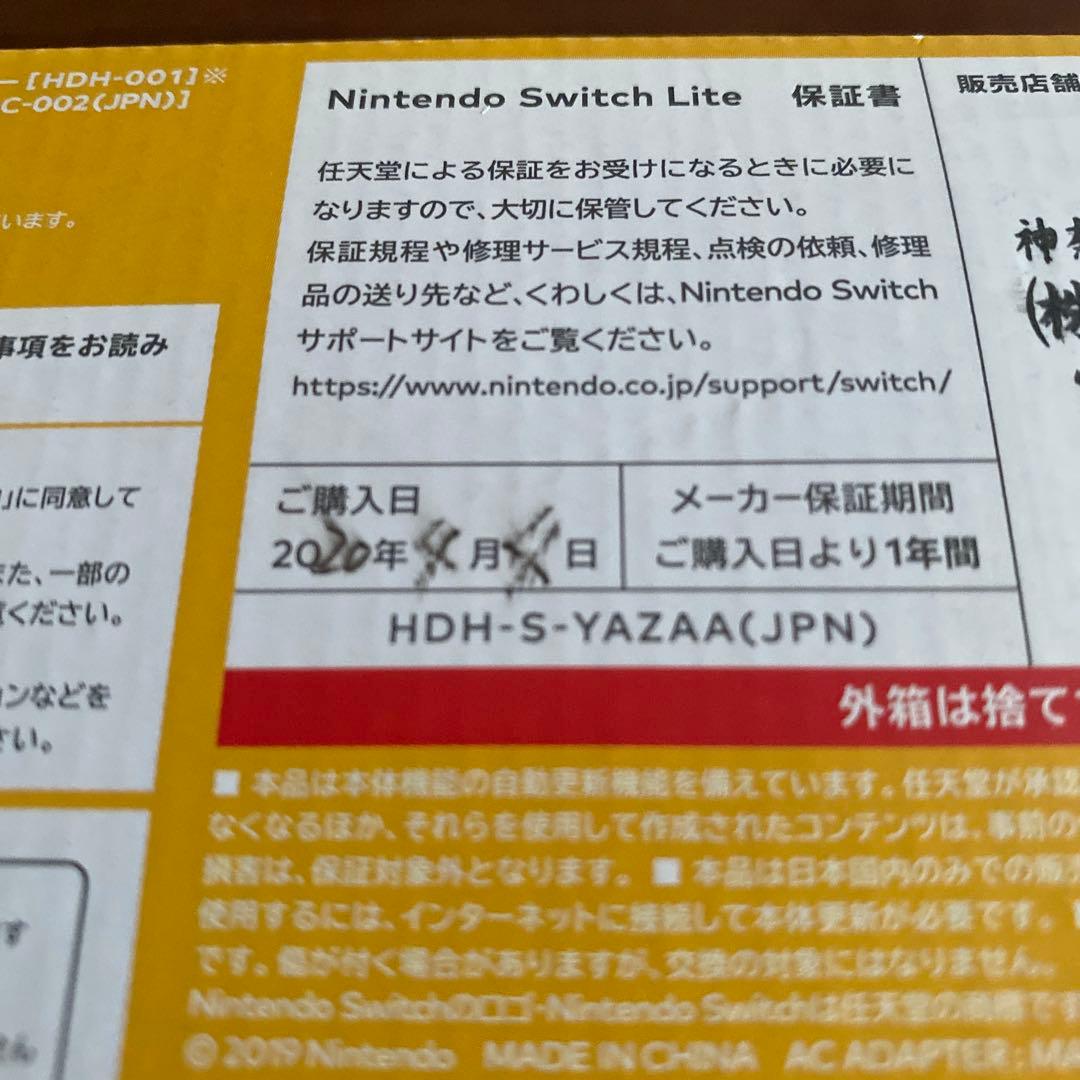 ー[HDH-001]※
C-002(JPN)]
います。
事項をお読み
」に同意して
また、一部の
ください。
ョンなどを
さい。
Nintendo Switch Lite 保証書
任天堂による保証をお受けになるときに必要に
なりますので、大切に保管してください。
保証規程や修理サービス規程、点検の依頼、修理
品の送り先など、くわしくは、Nintendo Switch
サポートサイトをご覧ください。
https://www.nintendo.co.jp/support/switch/
ご購入日
2020年 月 日
メーカー保証期間
ご購入日より1年間
HDH-S-YAZAA(JPN)
販売店舗
神奈
(株
外箱は捨て
■ 本品は本体機能の自動更新機能を備えています。任天堂が承認
なくなるほか、それらを使用して作成されたコンテンツは、事前の
損害は、保証対象外となります。 ■ 本品は日本国内のみでの販売
使用するには、インターネットに接続して本体更新が必要です。
です。傷が付く場合がありますが、交換の対象にはなりません。
Nintendo Switchのロゴ・Nintendo Switchは任天堂の商標です
© 2019 Nintendo MADE IN CHINA AC ADAPTER : MA